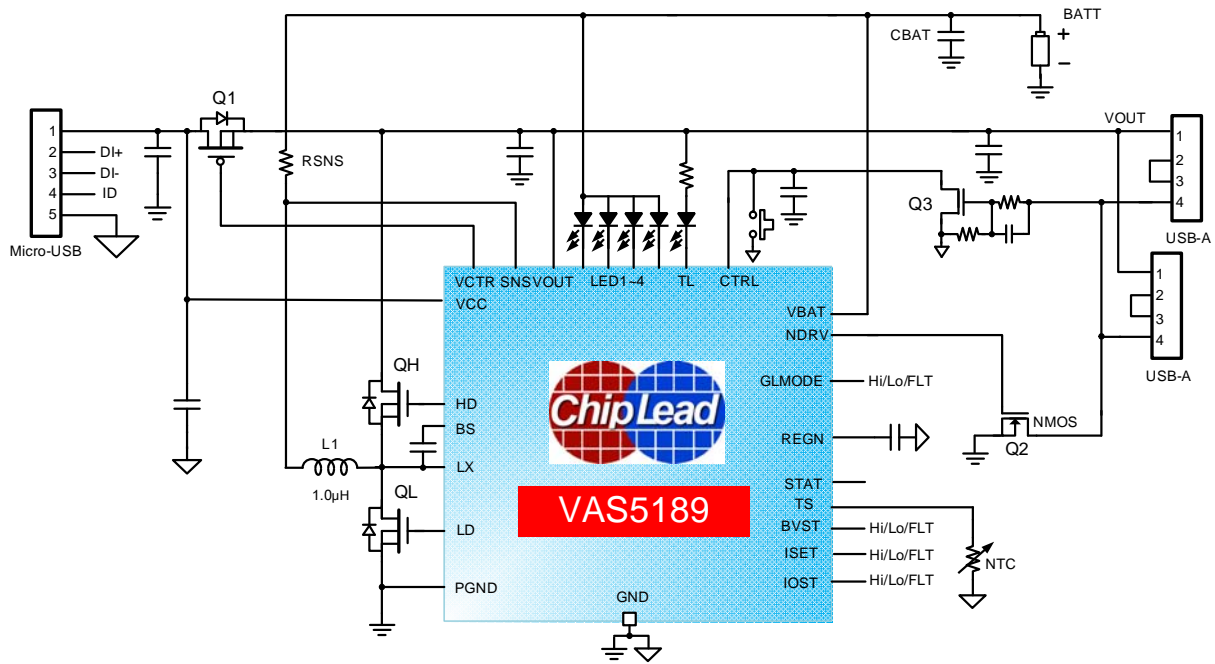 BATT
CBAT
+
−
Q1
VOUT
1
2
3
4
5
DI+
DI-
ID
Micro-USB
RSNS
Q3
1
2
3
4
USB-A
1
2
3
4
USB-A
VCTR
SNS
VOUT
LED1~4
TL
CTRL
VCC
VBAT
NDRV
GLMODE
Hi/Lo/FLT
QH
HD
BS
ChipLead
NMOS
Q2
REGN
L1
1.0μH
LX
STAT
QL
VAS5189
TS
LD
BVST
Hi/Lo/FLT
ISET
Hi/Lo/FLT
NTC
IOST
Hi/Lo/FLT
PGND
GND